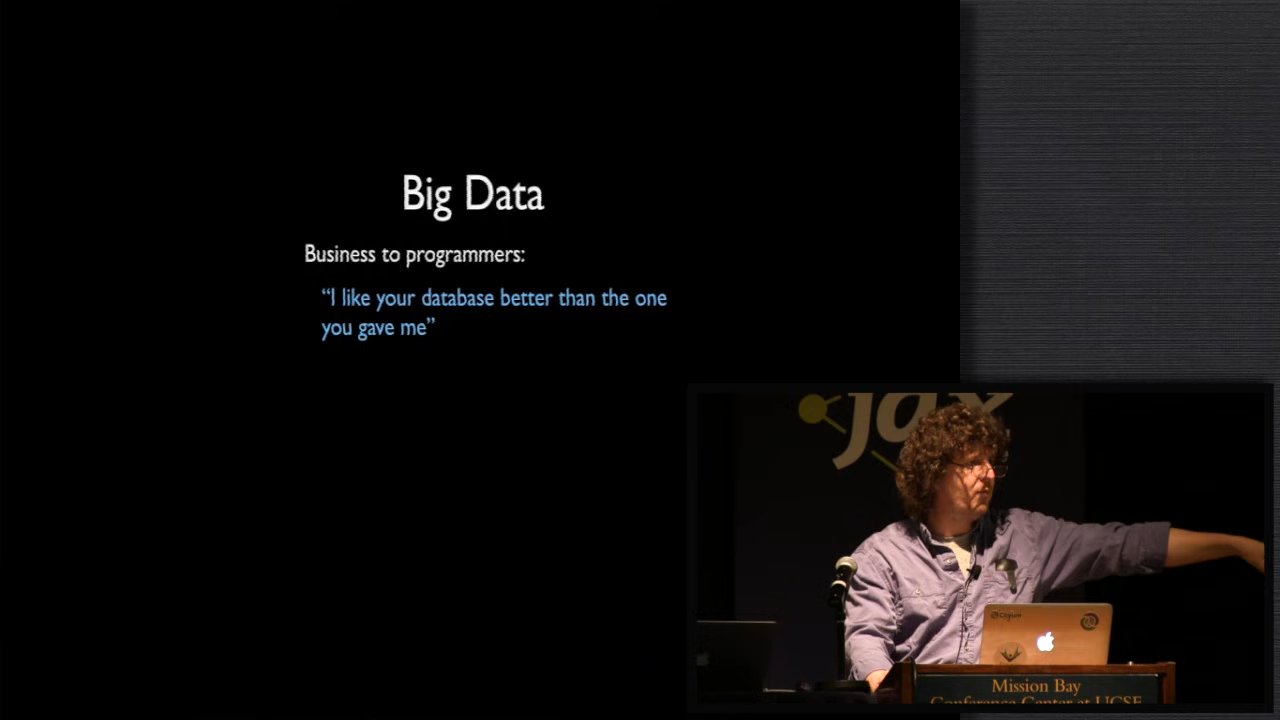 Big Data
Business to programmers:
“I like your database better than the one
you gave me”
jax
Mission Bay
Conference Center at UCSF